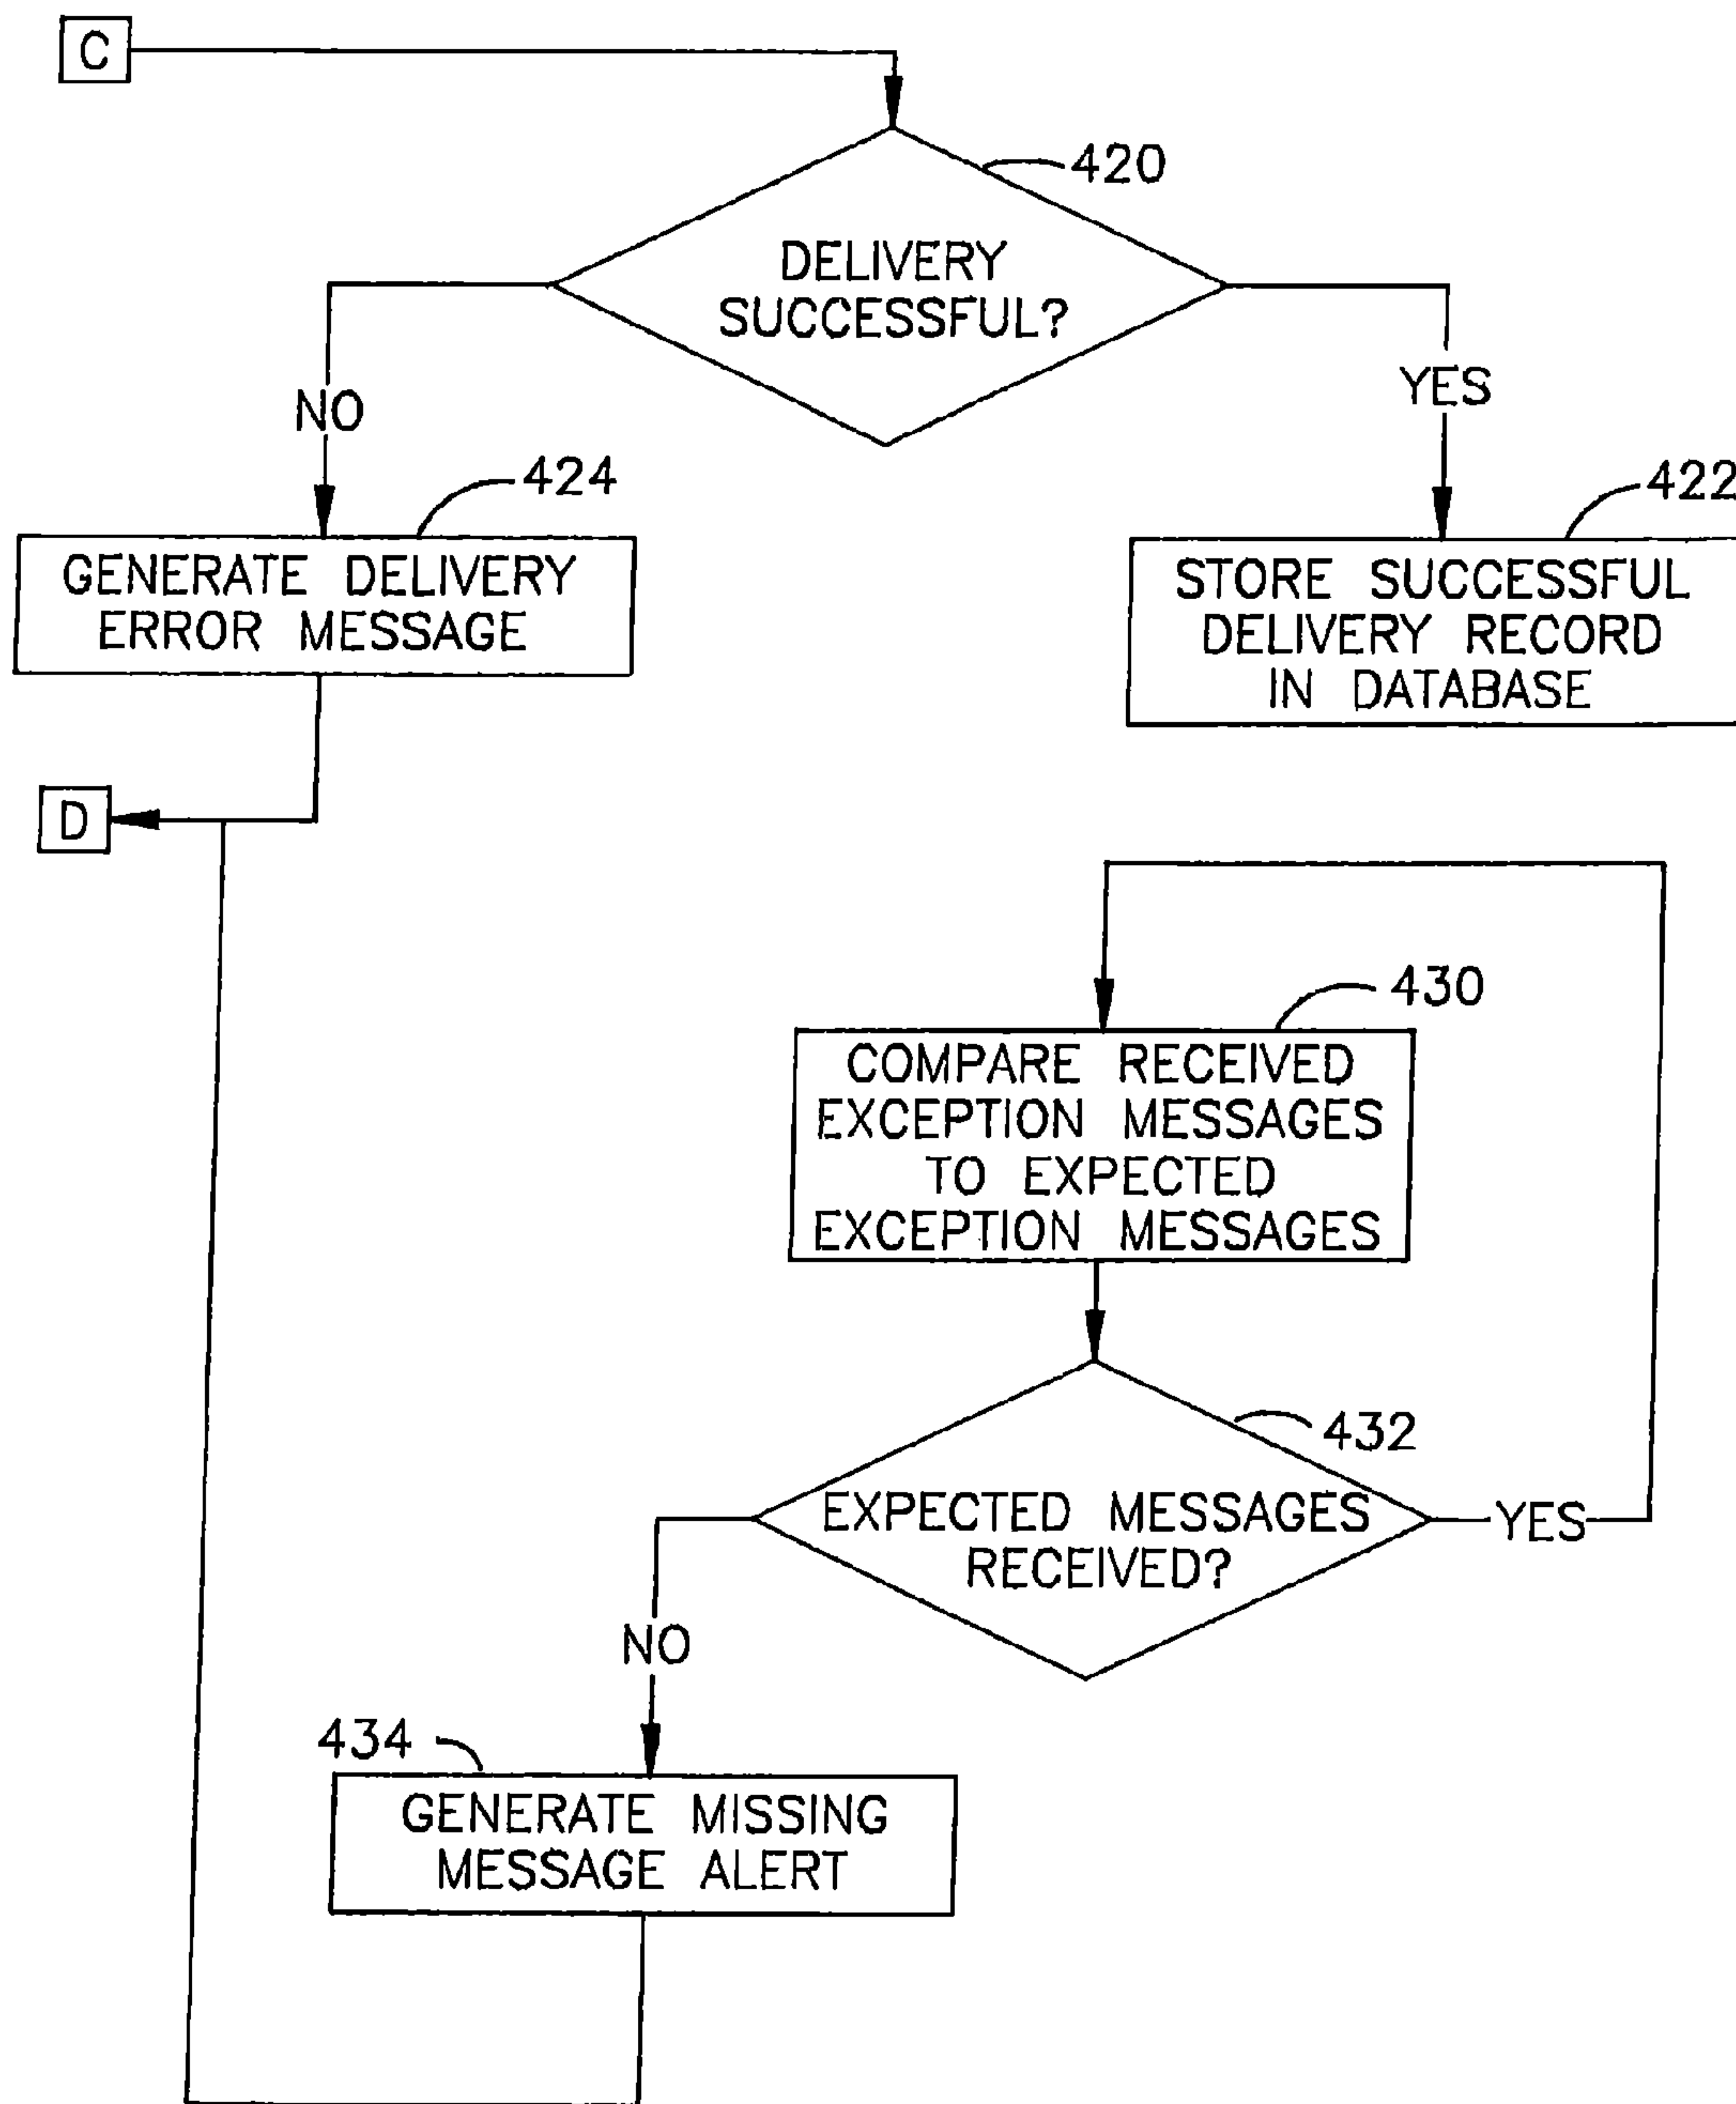 C
420
DELIVERY
SUCCESSFUL?
NO
YES
424
422
GENERATE DELIVERY
ERROR MESSAGE
STORE SUCCESSFUL
DELIVERY RECORD
IN DATABASE
D
430
COMPARE RECEIVED
EXCEPTION MESSAGES
TO EXPECTED
EXCEPTION MESSAGES
432
EXPECTED MESSAGES
RECEIVED?
YES
NO
434
GENERATE MISSING
MESSAGE ALERT